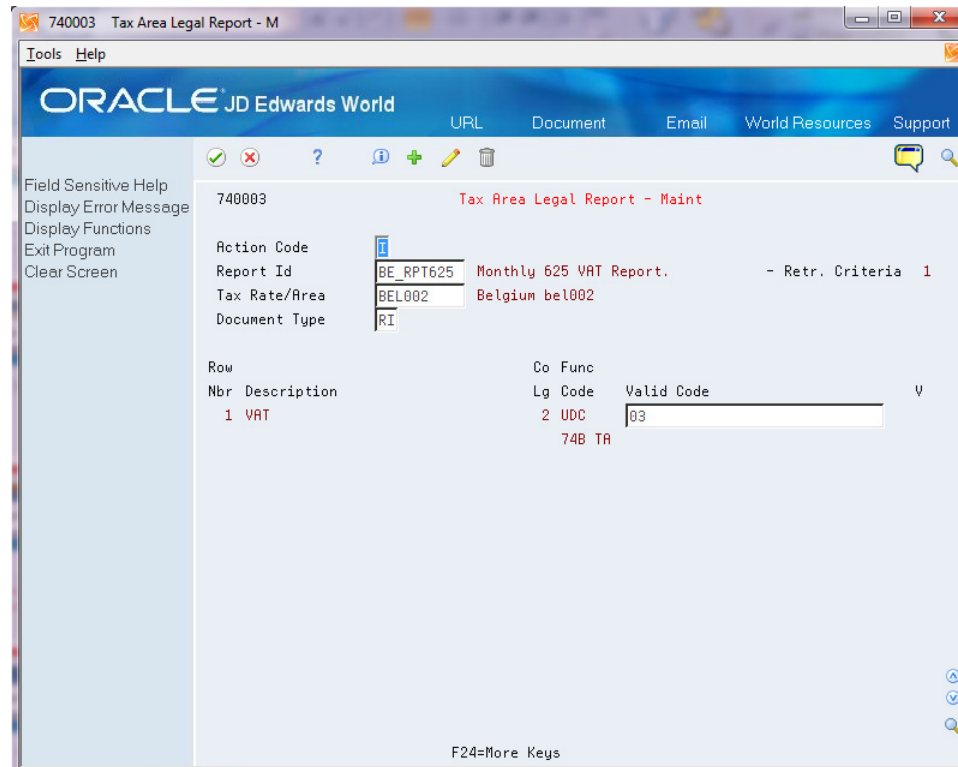 740003 Tax Area Legal Report - M
Tools Help
ORACLE JD Edwards World
URL Document Email World Resources Support
?
Field Sensitive Help
Display Error Message
Display Functions
Exit Program
Clear Screen
740003 Tax Area Legal Report - Maint
Action Code I
Report Id BE_RPT625 Monthly 625 VAT Report. - Retr. Criteria 1
Tax Rate/Area BEL002 Belgium bel002
Document Type RI
Row Co Func
Nbr Description Lg Code Valid Code V
1 VAT 2 UDC 03
74B TA
F24=More Keys